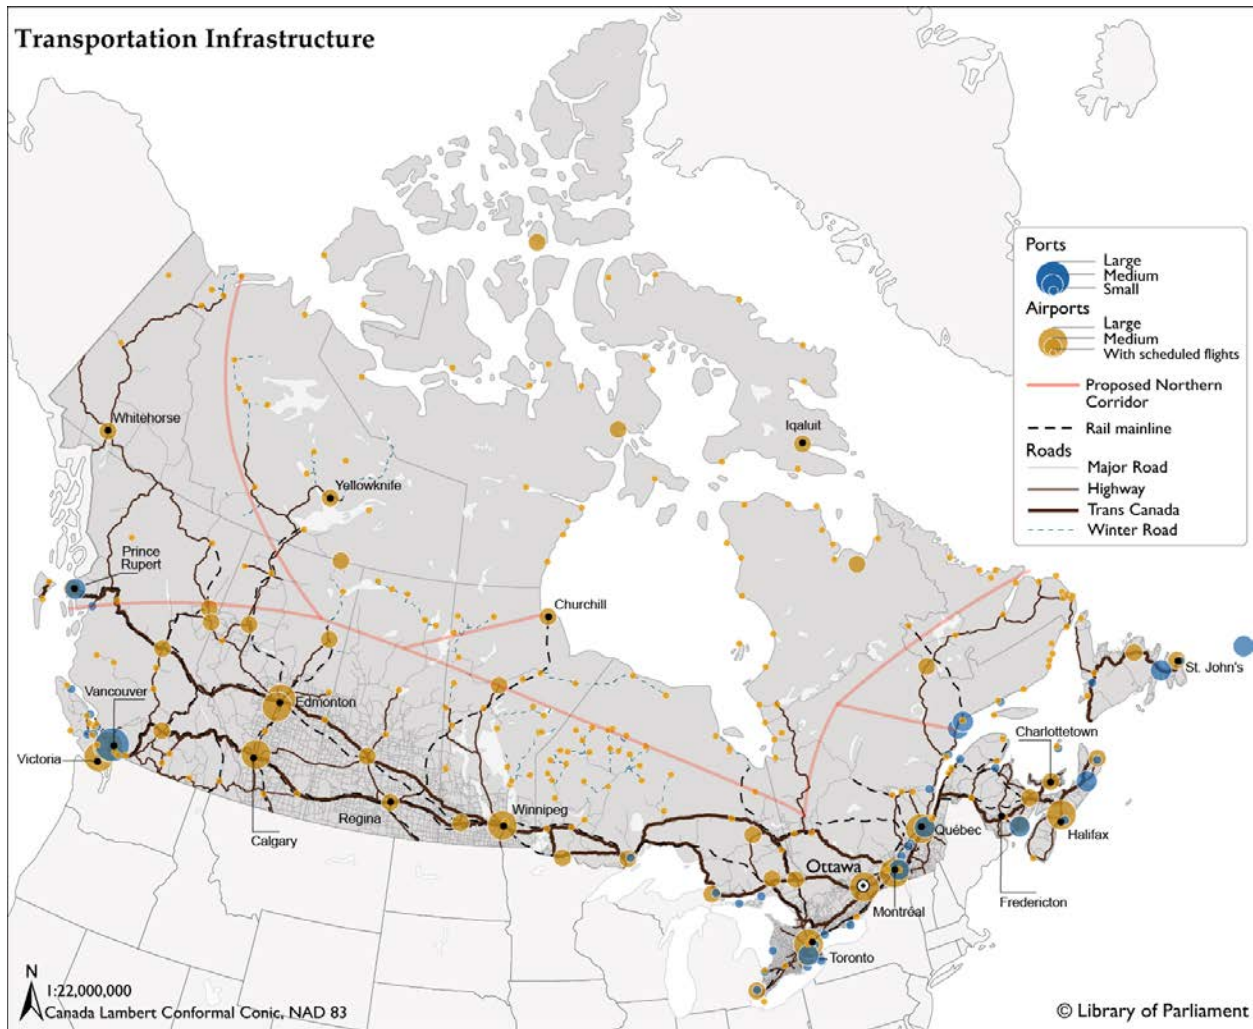 Transportation Infrastructure
Ports
Large
Medium
Small
Airports
Large
Medium
With scheduled flights
Proposed Northern
Corridor
Rail mainline
Roads
Major Road
Highway
Trans Canada
Winter Road
Whitehorse
Iqaluit
Yellowknife
Prince
Rupert
Churchill
St. John's
Vancouver
Edmonton
Charlottetown
Victoria
Winnipeg
Regina
Québec
Halifax
Calgary
Ottawa
Montréal
Fredericton
Toronto
N
1:22,000,000
Canada Lambert Conformal Conic, NAD 83
© Library of Parliament